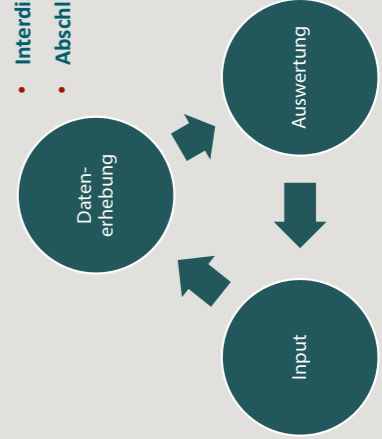 • Interdi
• Abschl
Daten-
erhebung
Auswertung
Input